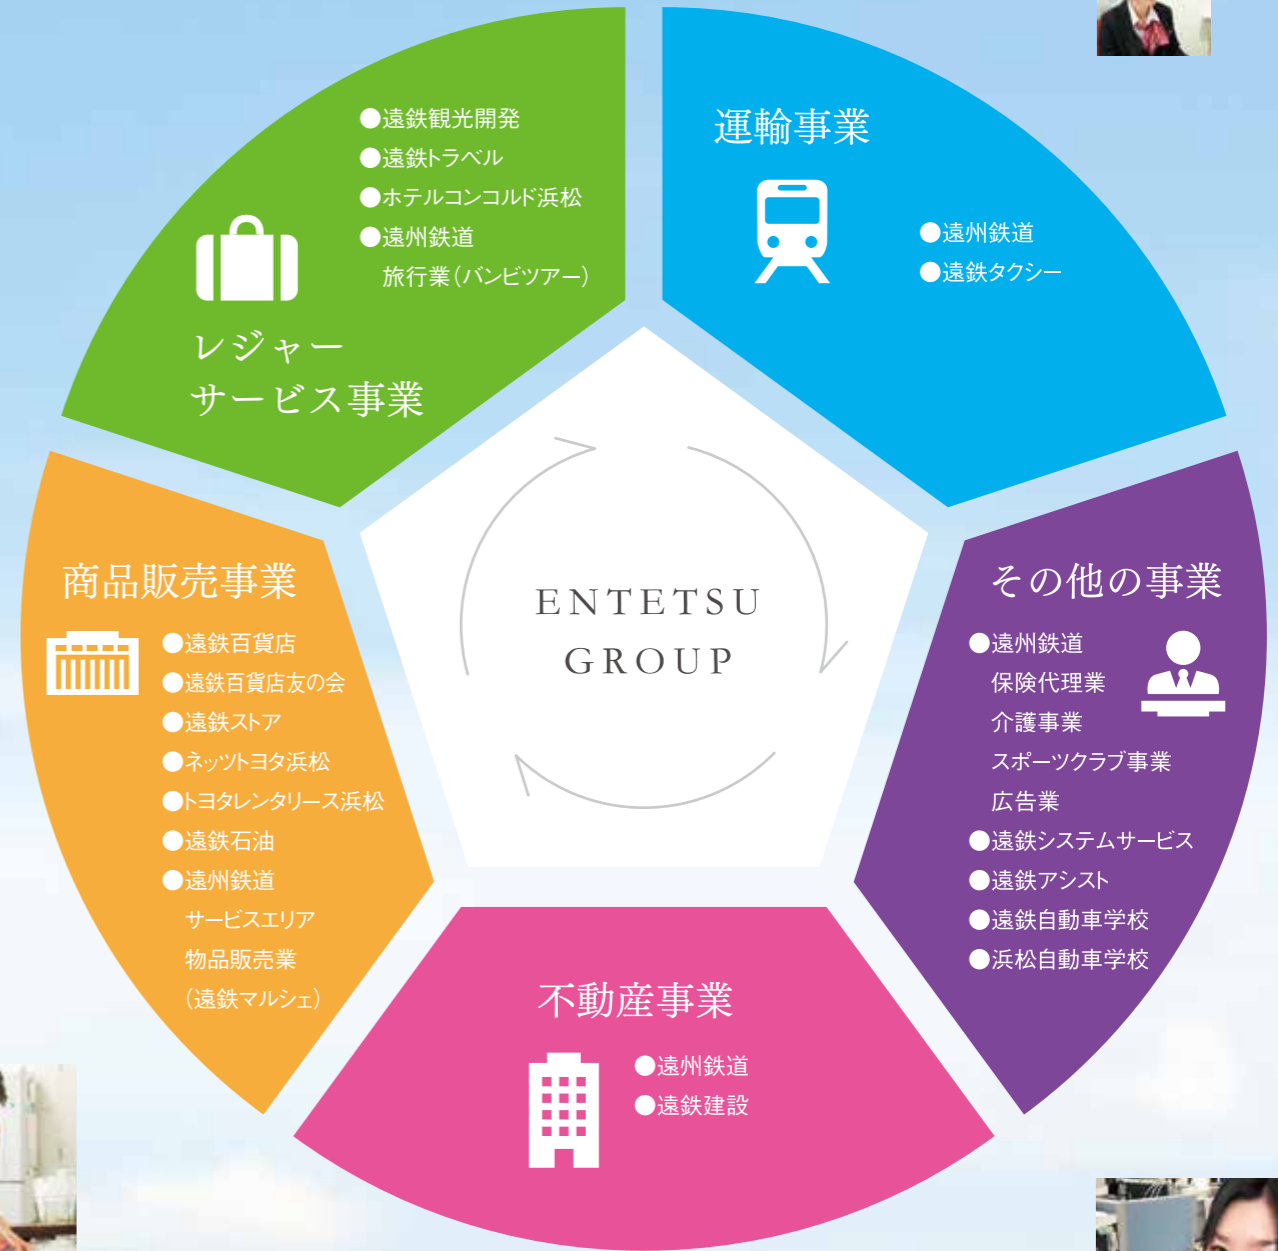 ●遠鉄観光開発
●遠鉄トラベル
●ホテルコンコルド浜松
●遠州鉄道
旅行業(バンビツアー)
レジャー
サービス事業
運輸事業
●遠州鉄道
●遠鉄タクシー
ENTETSU
GROUP
商品販売事業
●遠鉄百貨店
●遠鉄百貨店友の会
●遠鉄ストア
●ネッツトヨタ浜松
●トヨタレンタリース浜松
●遠鉄石油
●遠州鉄道
サービスエリア
物品販売業
(遠鉄マルシェ)
その他の事業
●遠州鉄道
保険代理業
介護事業
スポーツクラブ事業
広告業
●遠鉄システムサービス
●遠鉄アシスト
●遠鉄自動車学校
●浜松自動車学校
不動産事業
●遠州鉄道
●遠鉄建設